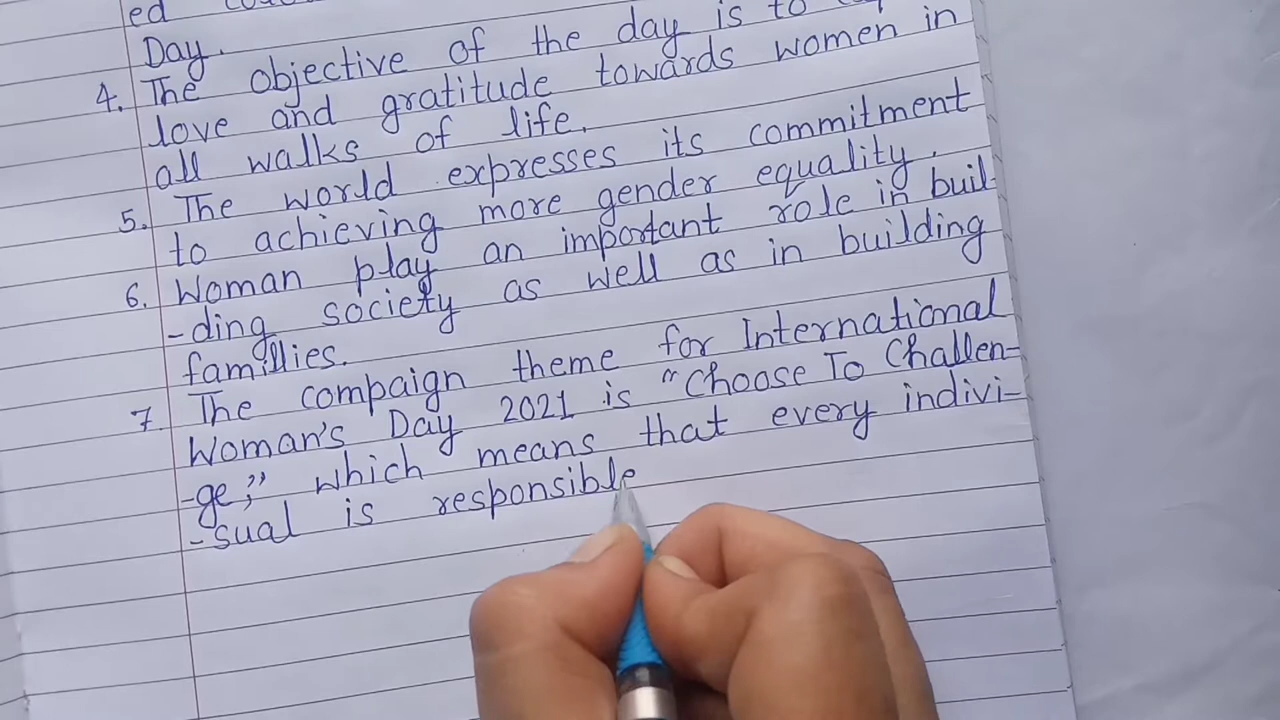 ed
Day.
4. The objective of the day is to
love and gratitude towards women in
all walks of life.
5. The world expresses its commitment
to achieving more gender equality.
6. Woman play an important role in buil-
-ding society as well as in building
famillies.
7. The compaign theme for International
Woman's Day 2021 is "Choose To Challen-
-ge," which means that every indivi-
-sual is responsible